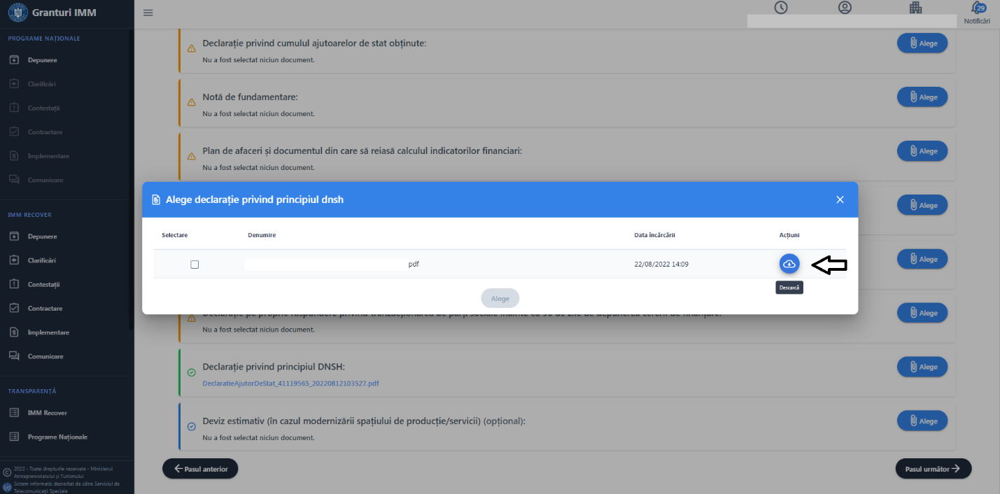 Granturi IMM
PROGRAME NAȚIONALE
Depunere
Clarificări
Contestații
Contractare
Implementare
Comunicare
IMM RECOVER
Depunere
Clarificări
Contestații
Contractare
Implementare
Comunicare
TRANSPARENȚĂ
IMM Recover
Programe Naționale
2022 - Toate drepturile rezervate - Ministerul
Antreprenoriatului și Turismului
Sistem informatic dezvoltat de către Serviciul de
Telecomunicații Speciale
29
Notificări
Declarație privind cumulul ajutoarelor de stat obținute:
Nu a fost selectat niciun document.
Alege
Notă de fundamentare:
Nu a fost selectat niciun document.
Alege
Plan de afaceri și documentul din care să reiasă calculul indicatorilor financiari:
Nu a fost selectat niciun document.
Alege
Alege
Alege declarație privind principiul dnsh
Selectare Denumire Data încărcării Acțiuni
pdf 22/08/2022 14:09
Descarcă
Alege
Alege
Declarație pe proprie răspundere privind tranzacționarea de părți sociale înainte cu 90 de zile de depunerea cererii de finanțare:
Nu a fost selectat niciun document.
Alege
Declarație privind principiul DNSH:
DeclaratieAjutorDeStat_41119565_20220812103527.pdf
Alege
Deviz estimativ (în cazul modernizării spațiului de producție/servicii) (opțional):
Nu a fost selectat niciun document.
Alege
Pasul anterior
Pasul următor